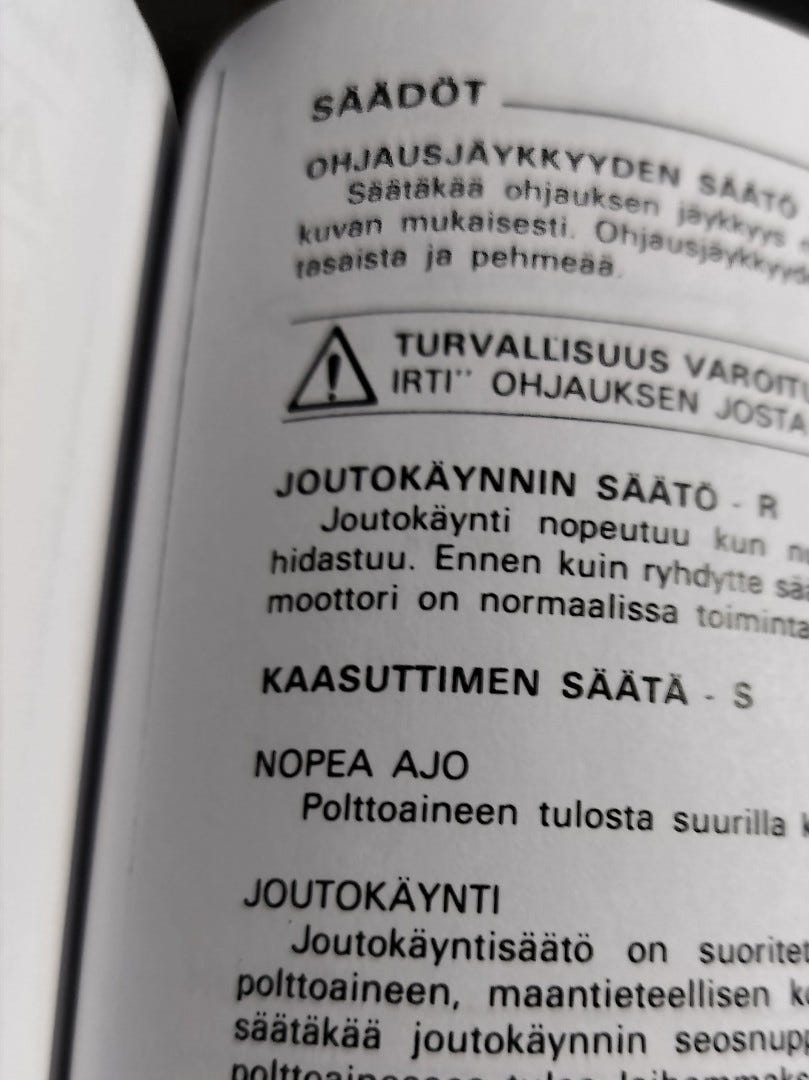 SÄÄDÖT
OHJAUSJÄYKKYYDEN SÄÄTÖ
Säätäkää ohjauksen jäykkyys
kuvan mukaisesti.
tasaista ja pehmeää.
TURVALLISUUS
IRTI" OHJAUKSEN JOSTA
JOUTOKÄYNNIN SÄÄTÖ - R
Joutokäynti nopeutuu kun
hidastuu. Ennen kuin ryhdytte
moottori on normaalissa
KAASUTTIMEN SÄÄTÄ - S
NOPEA AJO
Polttoaineen tulosta suurilla
JOUTOKÄYNTI
Joutokäyntisäätö on
polttoaineen, maantieteellisen
säätäkää joutokäynnin